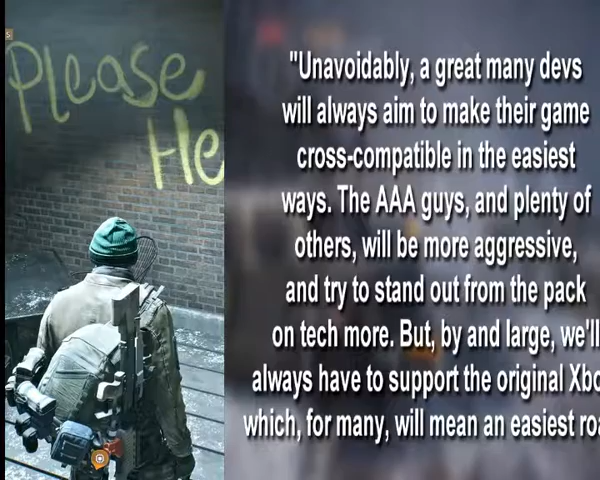 Please
He
"Unavoidably, a great many devs
will always aim to make their game
cross-compatible in the easiest
ways. The AAA guys, and plenty of
others, will be more aggressive,
and try to stand out from the pack
on tech more. But, by and large, we'll
always have to support the original Xbo
which, for many, will mean an easiest roa